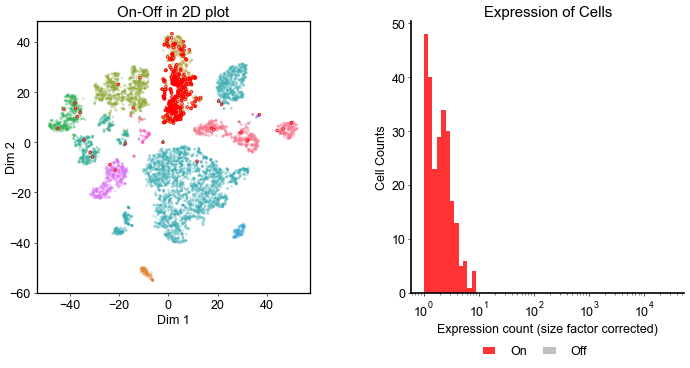 On-Off in 2D plot
40
20
0
−20
−40
−60
Dim 2
−40 −20 0 20 40
Dim 1
Expression of Cells
50
40
30
20
10
0
Cell Counts
10^0 10^1 10^2 10^3 10^4
Expression count (size factor corrected)
On Off